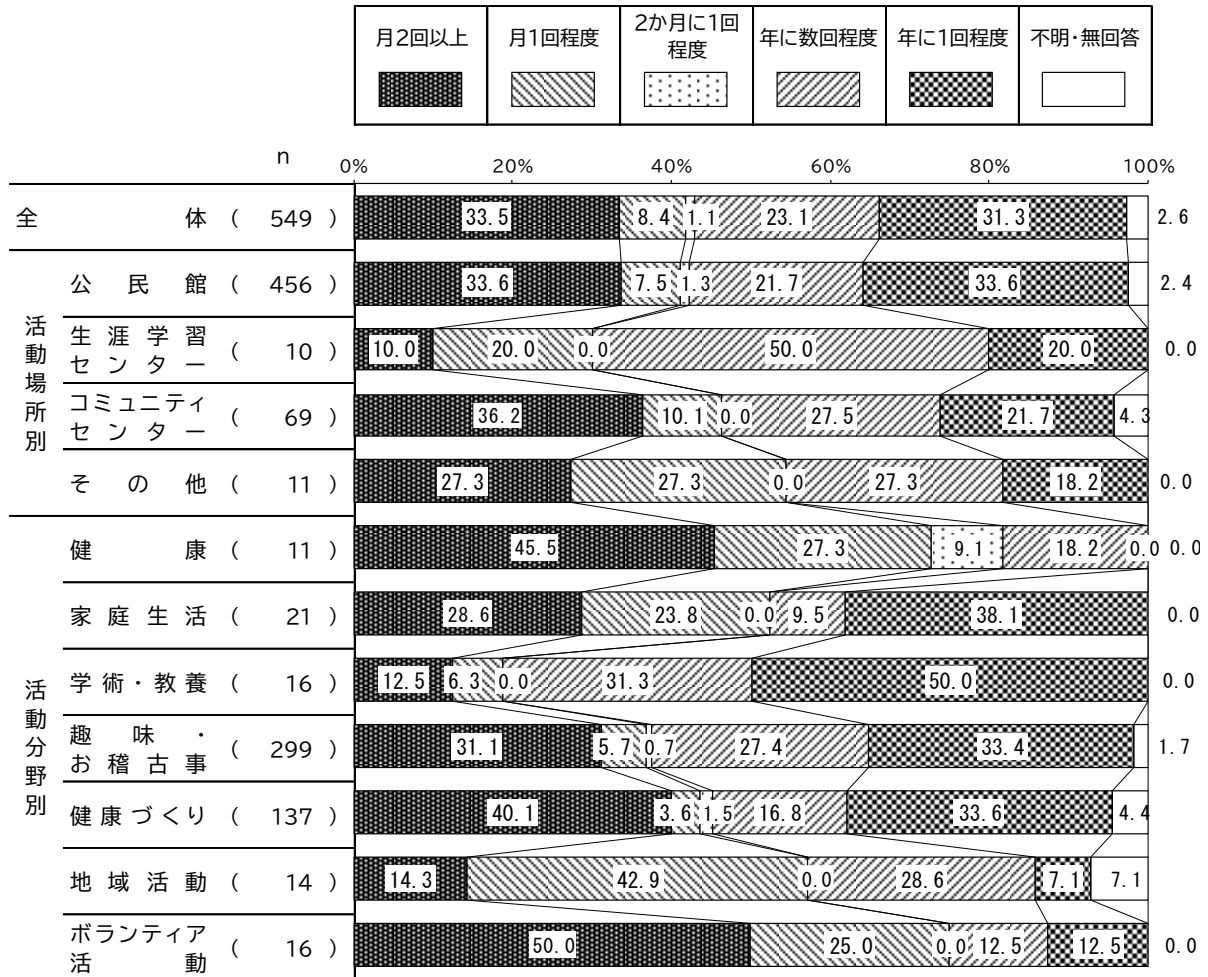 月2回以上 月1回程度 2か月に1回 年に数回程度 年に1回程度 不明・無回答
程度
n
0% 20% 40% 60% 80% 100%
全体 ( 549 ) 33.5 8.4 1.1 23.1 31.3 2.6
活動場所別
公民館 ( 456 ) 33.6 7.5 1.3 21.7 33.6 2.4
生涯学習
センター ( 10 ) 10.0 20.0 0.0 50.0 20.0 0.0
コミュニティ
センター ( 69 ) 36.2 10.1 0.0 27.5 21.7 4.3
その他 ( 11 ) 27.3 27.3 0.0 27.3 18.2 0.0
活動分野別
健康 ( 11 ) 45.5 27.3 9.1 18.2 0.0 0.0
家庭生活 ( 21 ) 28.6 23.8 0.0 9.5 38.1 0.0
学術・教養 ( 16 ) 12.5 6.3 0.0 31.3 50.0 0.0
趣味・
お稽古事 ( 299 ) 31.1 5.7 0.7 27.4 33.4 1.7
健康づくり ( 137 ) 40.1 3.6 1.5 16.8 33.6 4.4
地域活動 ( 14 ) 14.3 42.9 0.0 28.6 7.1 7.1
ボランティア
活動 ( 16 ) 50.0 25.0 0.0 12.5 12.5 0.0